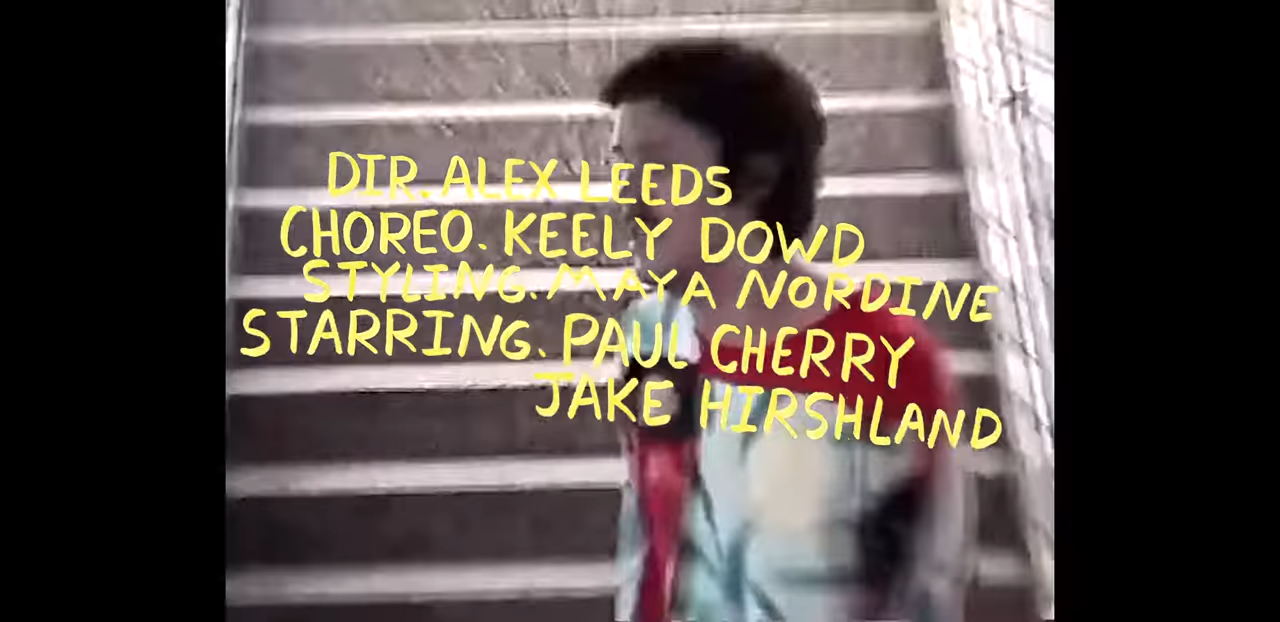 DIR. ALEX LEEDS
CHOREO. KEELY DOWD
STYLING. MAYA NORDINE
STARRING. PAUL CHERRY
JAKE HIRSHLAND